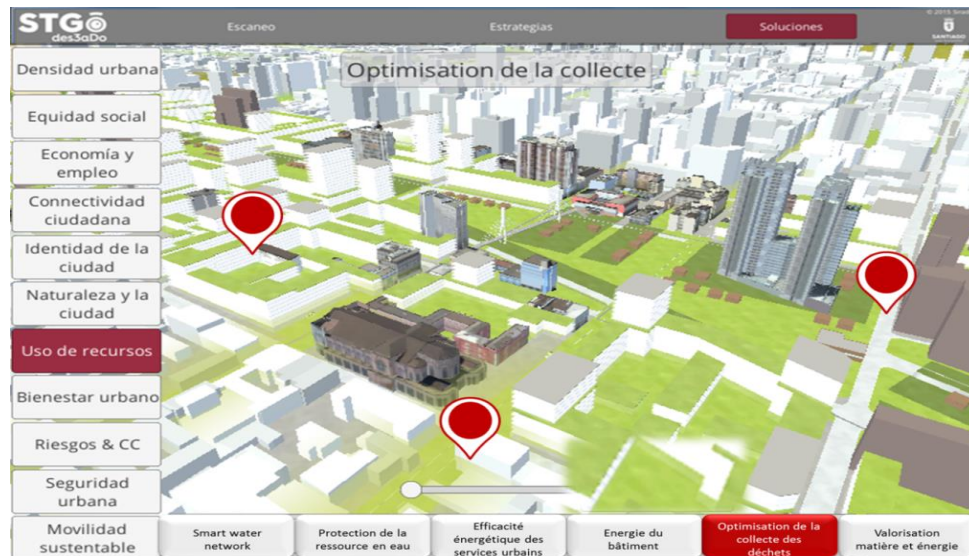 STGo
des3aDo
Escaneo
Estrategias
Soluciones
SANTIAGO
Densidad urbana
Optimisation de la collecte
Equidad social
Economía y
empleo
Connectividad
ciudadana
Identidad de la
ciudad
Naturaleza y la
ciudad
Uso de recursos
Bienestar urbano
Riesgos & CC
Seguridad
urbana
Movilidad
sustentable
Smart water
network
Protection de la
ressource en eau
Efficacité
énergétique des
services urbains
Energie du
bâtiment
Optimisation de la
collecte des
déchets
Valorisation
matière et énergie